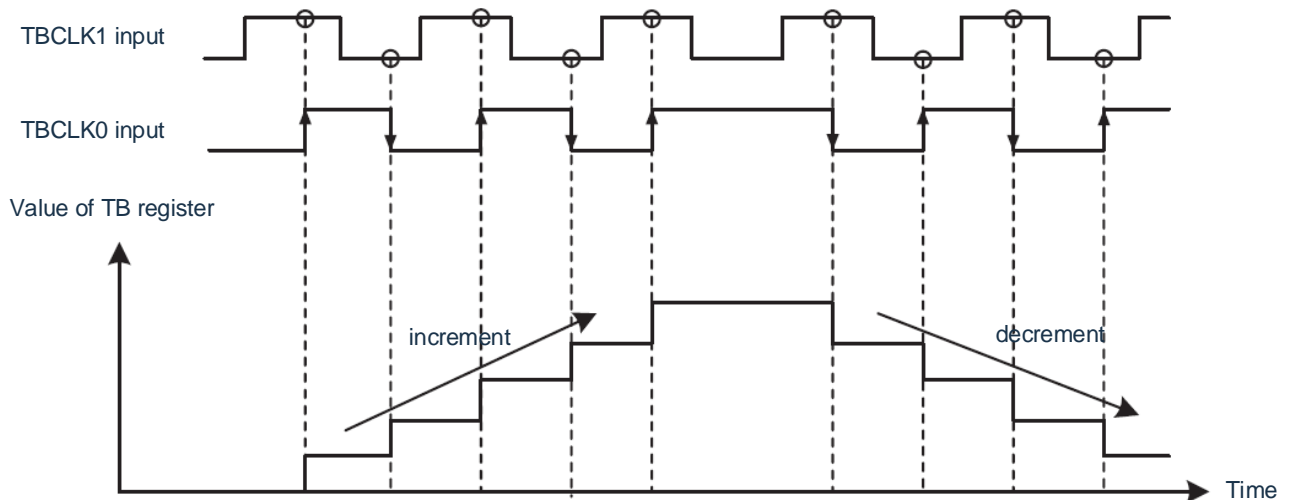 TBCLK1 input
TBCLK0 input
Value of TB register
increment
decrement
Time